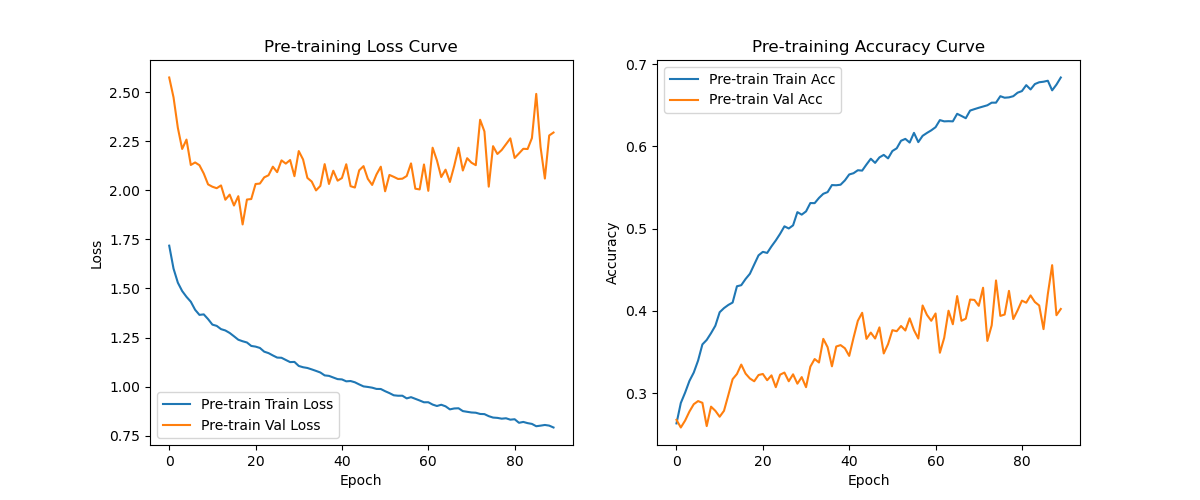 Pre-training Loss Curve
2.50
2.25
2.00
1.75
1.50
1.25
1.00
0.75
Loss
Pre-train Train Loss
Pre-train Val Loss
0 20 40 60 80
Epoch
Pre-training Accuracy Curve
0.7
0.6
0.5
0.4
0.3
Accuracy
Pre-train Train Acc
Pre-train Val Acc
0 20 40 60 80
Epoch